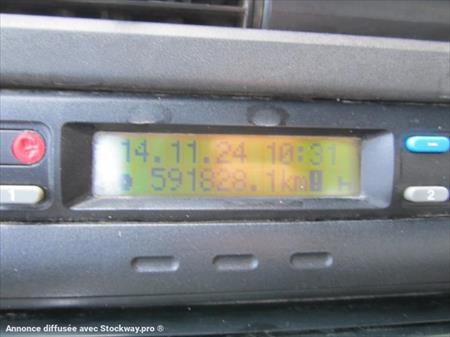 14.11.24 10:31
591828.1km
1
2
Annonce diffusée avec Stockway.pro ®